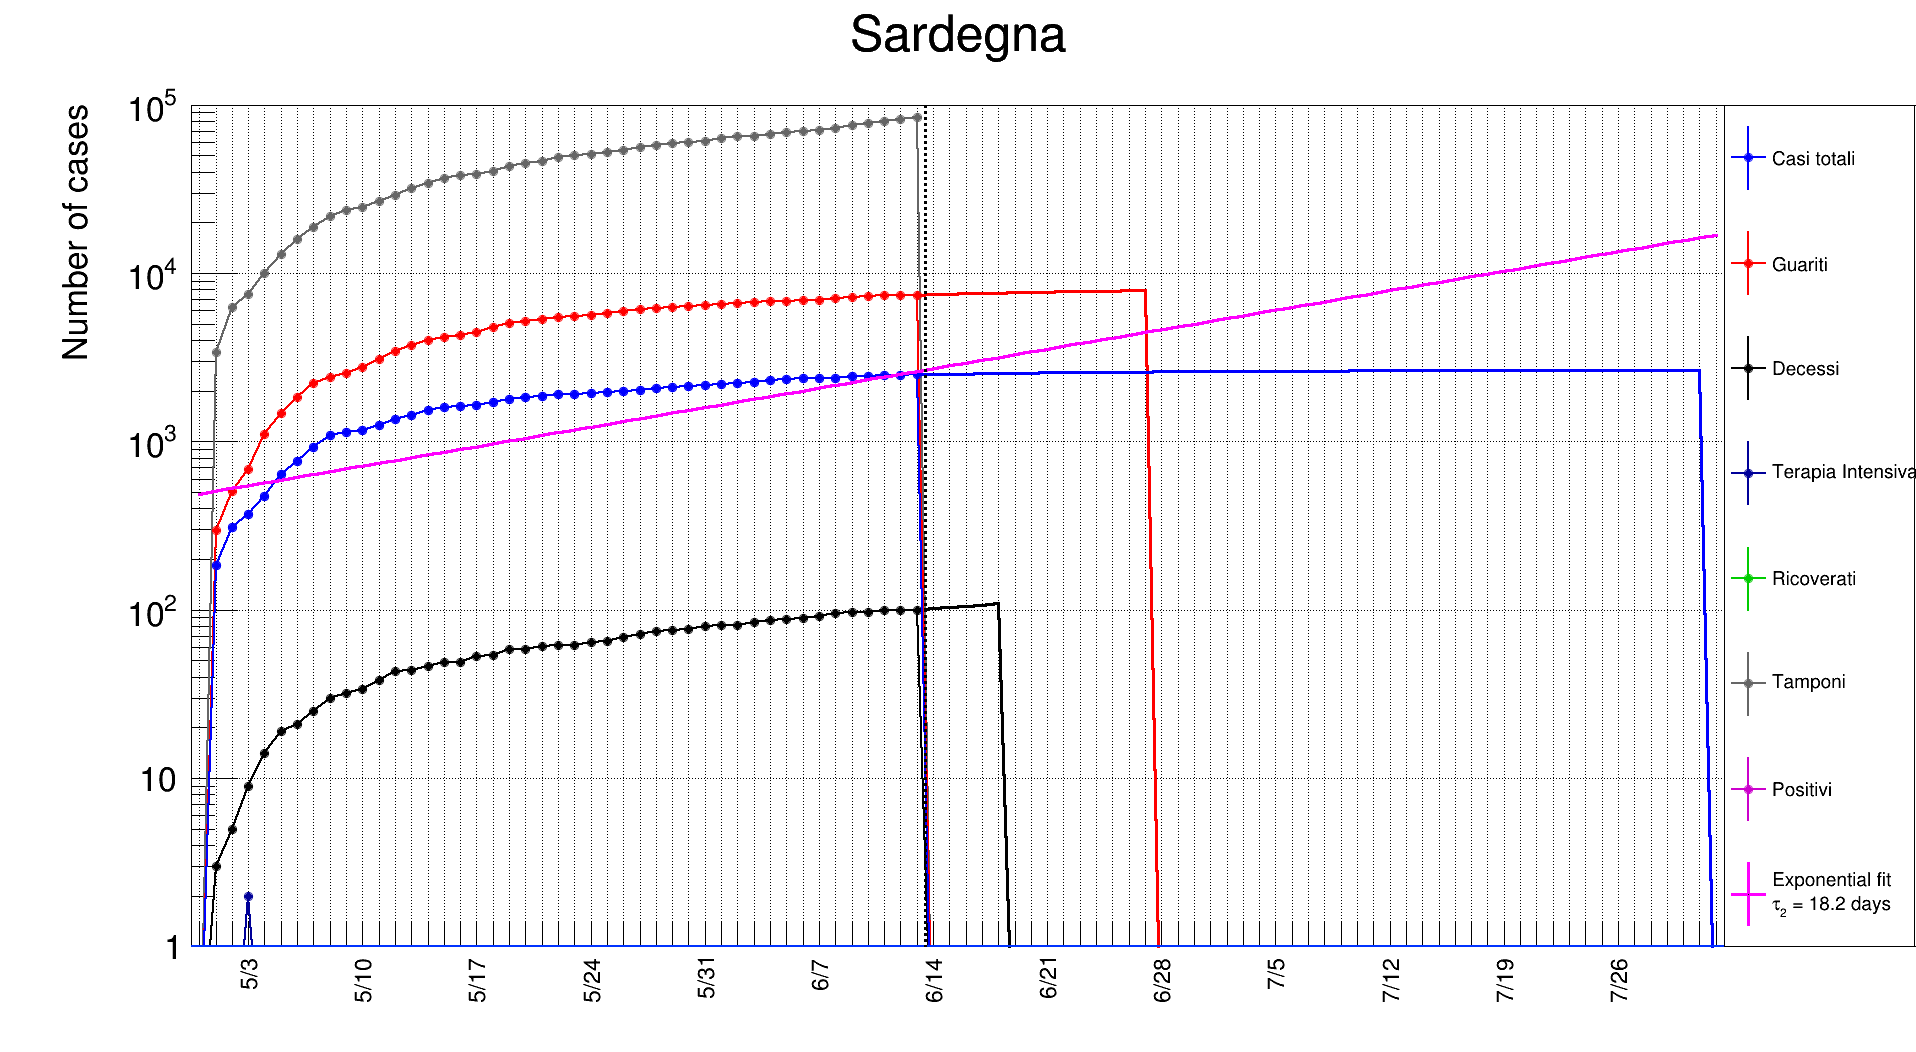 Sardegna
Number of cases
10^5
10^4
10^3
10^2
10
1
5/3
5/10
5/17
5/24
5/31
6/7
6/14
6/21
6/28
7/5
7/12
7/19
7/26
Casi totali
Guariti
Decessi
Terapia Intensiva
Ricoverati
Tamponi
Positivi
Exponential fit
τ_2 = 18.2 days